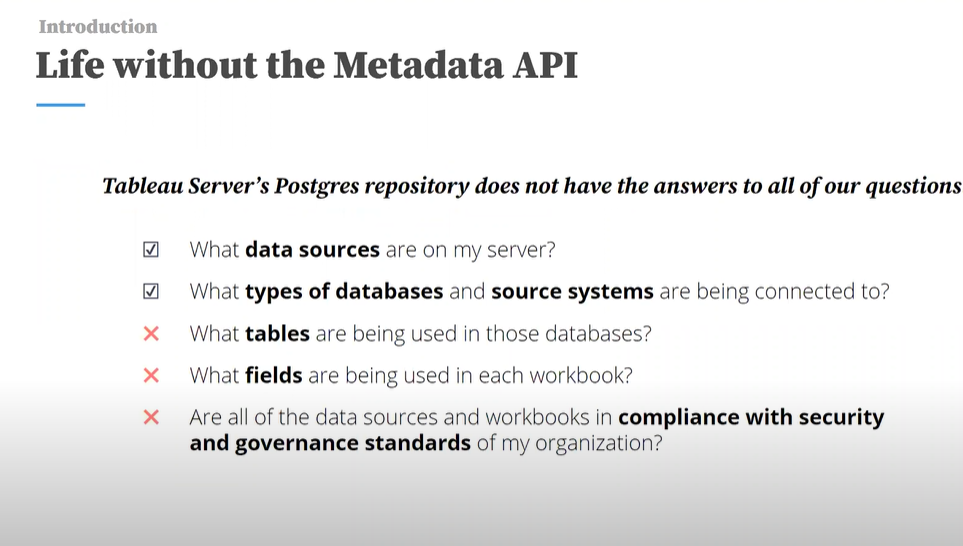 Introduction
Life without the Metadata API
Tableau Server's Postgres repository does not have the answers to all of our questions
What data sources are on my server?
What types of databases and source systems are being connected to?
What tables are being used in those databases?
What fields are being used in each workbook?
Are all of the data sources and workbooks in compliance with security
and governance standards of my organization?